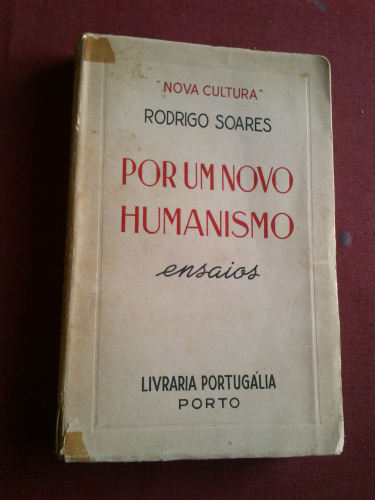 "NOVA CULTURA"
RODRIGO SOARES
POR UM NOVO
HUMANISMO
ensaios
LIVRARIA PORTUGÁLIA
PORTO